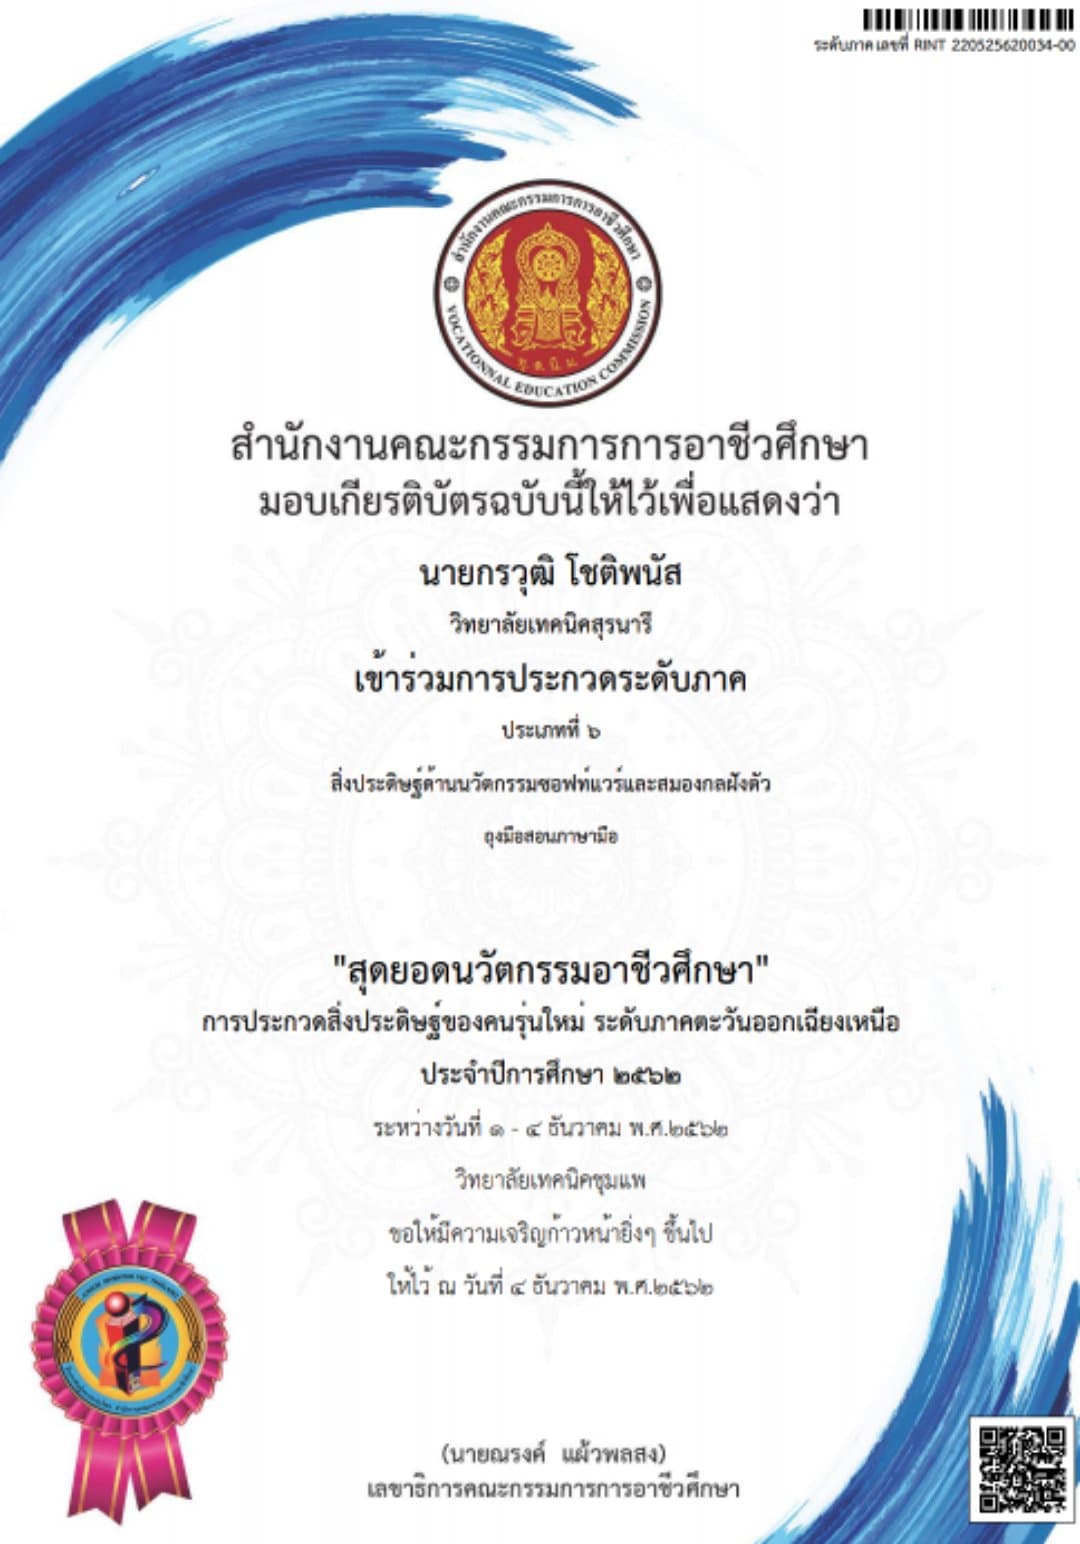 ระดับภาค เลขที่ RINT 220525620034-00
สำนักงานคณะกรรมการการอาชีวศึกษา
VOCATIONNAL EDUCATION COMMISSION
สำนักงานคณะกรรมการการอาชีวศึกษา
มอบเกียรติบัตรฉบับนี้ให้ไว้เพื่อแสดงว่า
นายกรวุฒิ โชติพนัส
วิทยาลัยเทคนิคสุรนารี
เข้าร่วมการประกวดระดับภาค
ประเภทที่ ๖
สิ่งประดิษฐ์ด้านนวัตกรรมซอฟท์แวร์และสมองกลฝังตัว
ถุงมือสอนภาษามือ
"สุดยอดนวัตกรรมอาชีวศึกษา"
การประกวดสิ่งประดิษฐ์ของคนรุ่นใหม่ ระดับภาคตะวันออกเฉียงเหนือ
ประจำปีการศึกษา ๒๕๖๒
ระหว่างวันที่ ๑ - ๔ ธันวาคม พ.ศ.๒๕๖๒
วิทยาลัยเทคนิคชุมแพ
ขอให้มีความเจริญก้าวหน้ายิ่งๆ ขึ้นไป
ให้ไว้ ณ วันที่ ๔ ธันวาคม พ.ศ.๒๕๖๒
(นายณรงค์ แผ้วพลสง)
เลขาธิการคณะกรรมการการอาชีวศึกษา